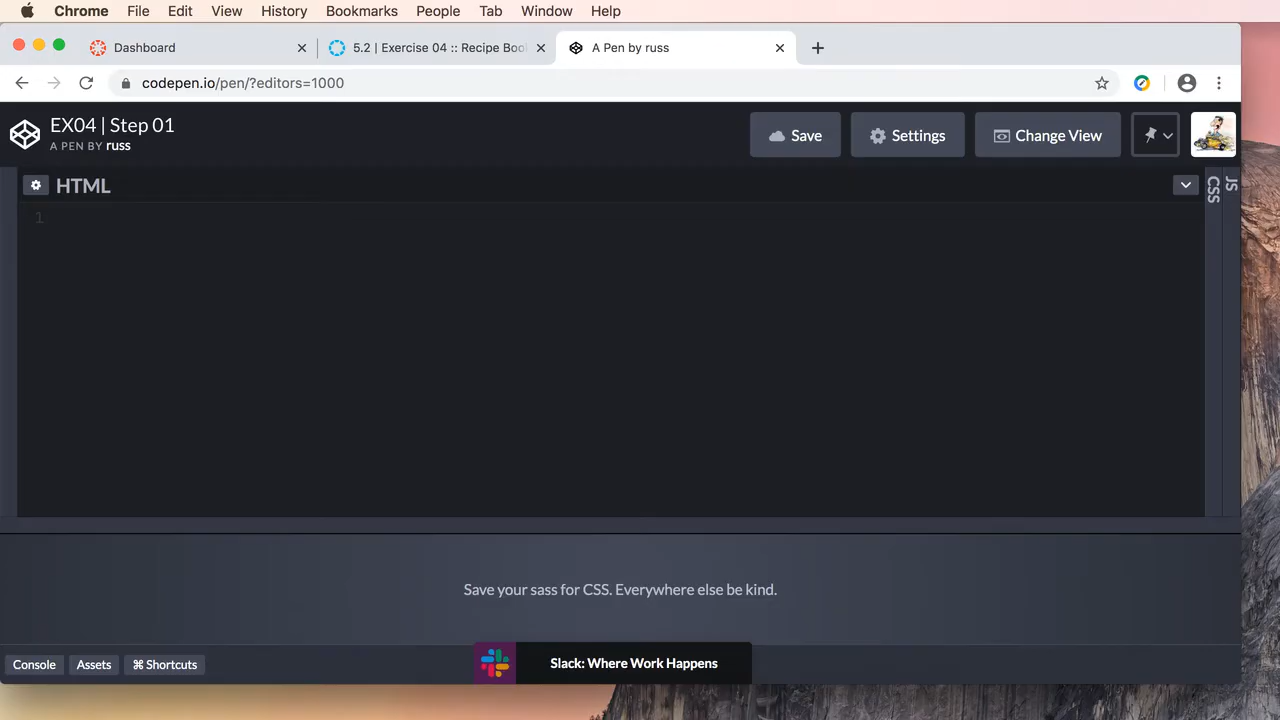 Chrome File Edit View History Bookmarks People Tab Window Help
Dashboard 5.2 | Exercise 04 :: Recipe Boo A Pen by russ
codepen.io/pen/?editors=1000
EX04 | Step 01
A PEN BY russ
Save Settings Change View
HTML CSS JS
1
Save your sass for CSS. Everywhere else be kind.
Console Assets ⌘ Shortcuts Slack: Where Work Happens